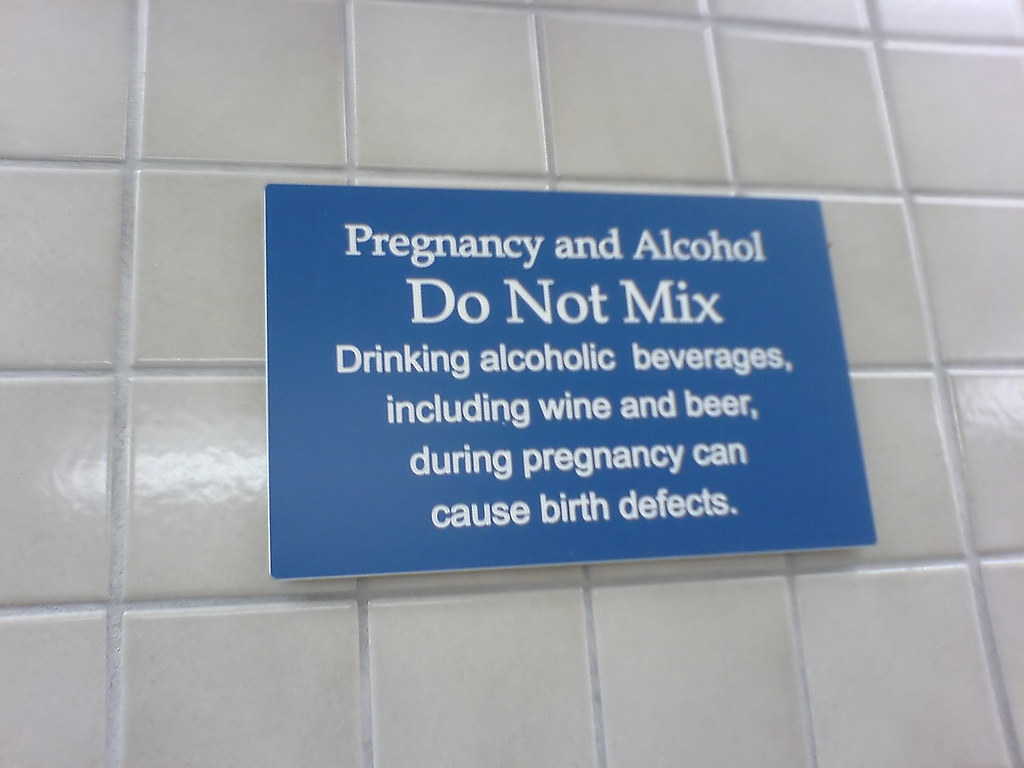 Pregnancy and Alcohol
Do Not Mix
Drinking alcoholic beverages,
including wine and beer,
during pregnancy can
cause birth defects.